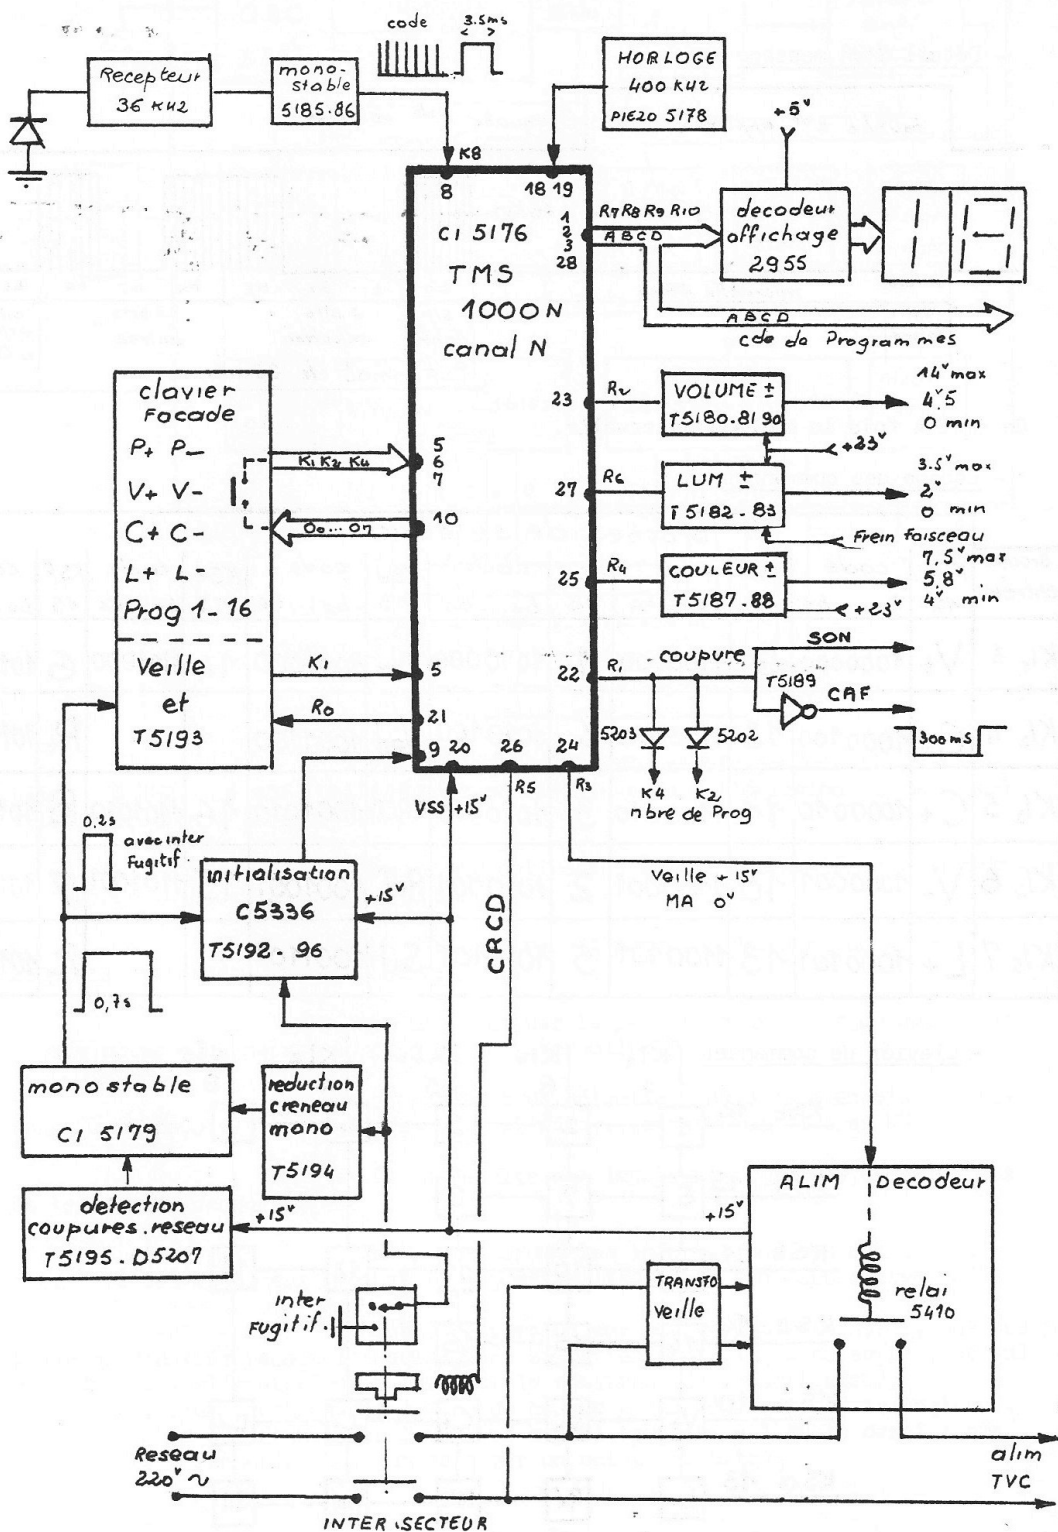 code
3.5ms
Recepteur
36 KHz
mono-
stable
5185.86
HORLOGE
400 KHz
PIEZO 5178
+5V
K8
8
18 19
1
2
3
28
R7 R8 R9 R10
ABCD
decodeur
affichage
2955
CI 5176
TMS
1000N
canal N
ABCD
cde de Programmes
clavier
Facade
P+ P-
V+ V-
C+ C-
L+ L-
Prog 1-16
Veille
et
T5193
K1 K2 K4
5
6
7
O0....O7
10
K1
5
R0
21
9 20
26
24
23
R2
VOLUME ±
T5180.81 90
14V max
4V.5
0 min
+23V
27
R6
LUM ±
T5182-83
3.5V max
2V
0 min
Frein faisceau
25
R4
COULEUR ±
T5187.88
7,5V max
5,8V
4V min
+23V
22
R1
coupure
SON
T5189
CAF
300ms
5203
5202
K4
K2
nbre de Prog
VSS
+15V
R5
R3
0,2s
avec inter
Fugitif.
initialisation
C5336
T5192-96
+15V
CRCD
Veille +15V
MA 0V
0,7s
mono stable
CI 5179
reduction
creneau
mono
T5194
detection
coupures.reseau
T5195.D5207
+15V
+15V
ALIM Decodeur
relai
5410
TRANSFO
Veille
inter
Fugitif.
Reseau
220V ~
alim
TVC
INTER SECTEUR